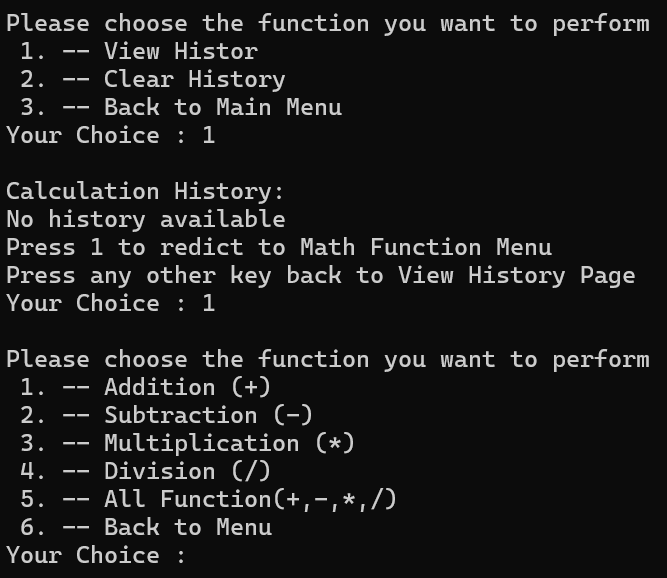 Please choose the function you want to perform
1. -- View Histor
2. -- Clear History
3. -- Back to Main Menu
Your Choice : 1
Calculation History:
No history available
Press 1 to redict to Math Function Menu
Press any other key back to View History Page
Your Choice : 1
Please choose the function you want to perform
1. -- Addition (+)
2. -- Subtraction (-)
3. -- Multiplication (*)
4. -- Division (/)
5. -- All Function(+,-,*,/)
6. -- Back to Menu
Your Choice :